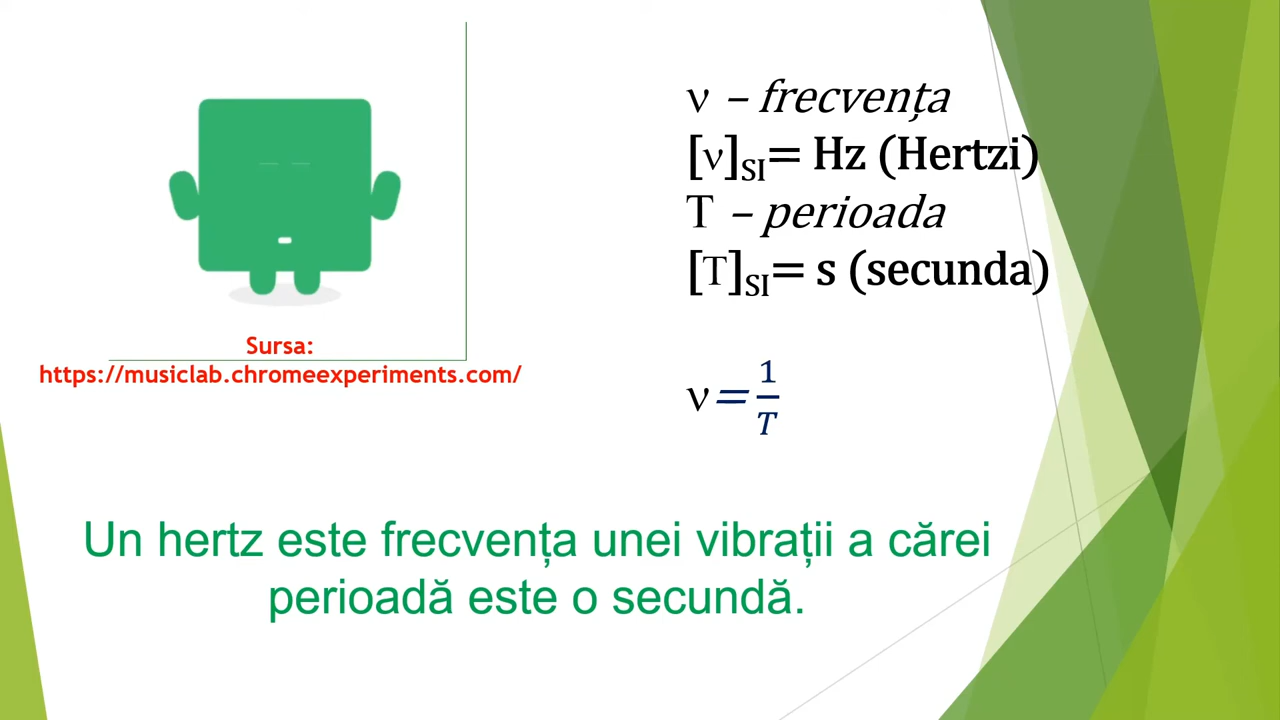 Sursa:
https://musiclab.chromeexperiments.com/
ν – frecvența
[ν]SI= Hz (Hertzi)
T – perioada
[T]SI= s (secunda)
ν=1/T
Un hertz este frecvența unei vibrații a cărei
perioadă este o secundă.